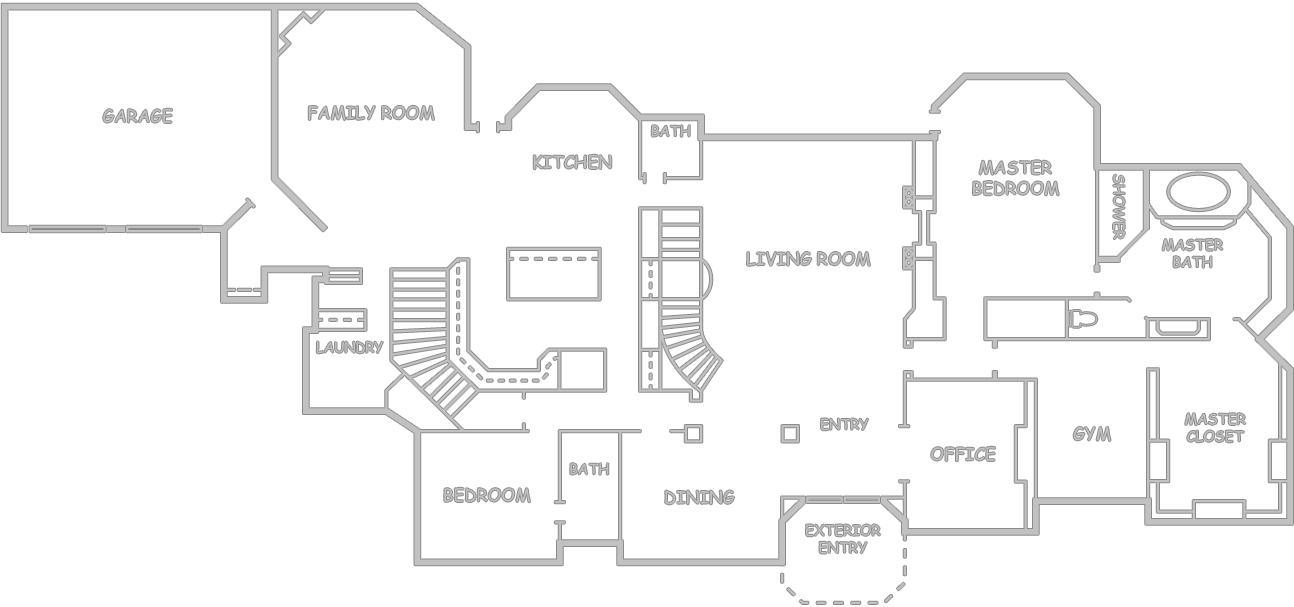 GARAGE
FAMILY ROOM
KITCHEN
BATH
MASTER
BEDROOM
SHOWER
MASTER
BATH
LIVING ROOM
LAUNDRY
ENTRY
OFFICE
GYM
MASTER
CLOSET
BEDROOM
BATH
DINING
EXTERIOR
ENTRY